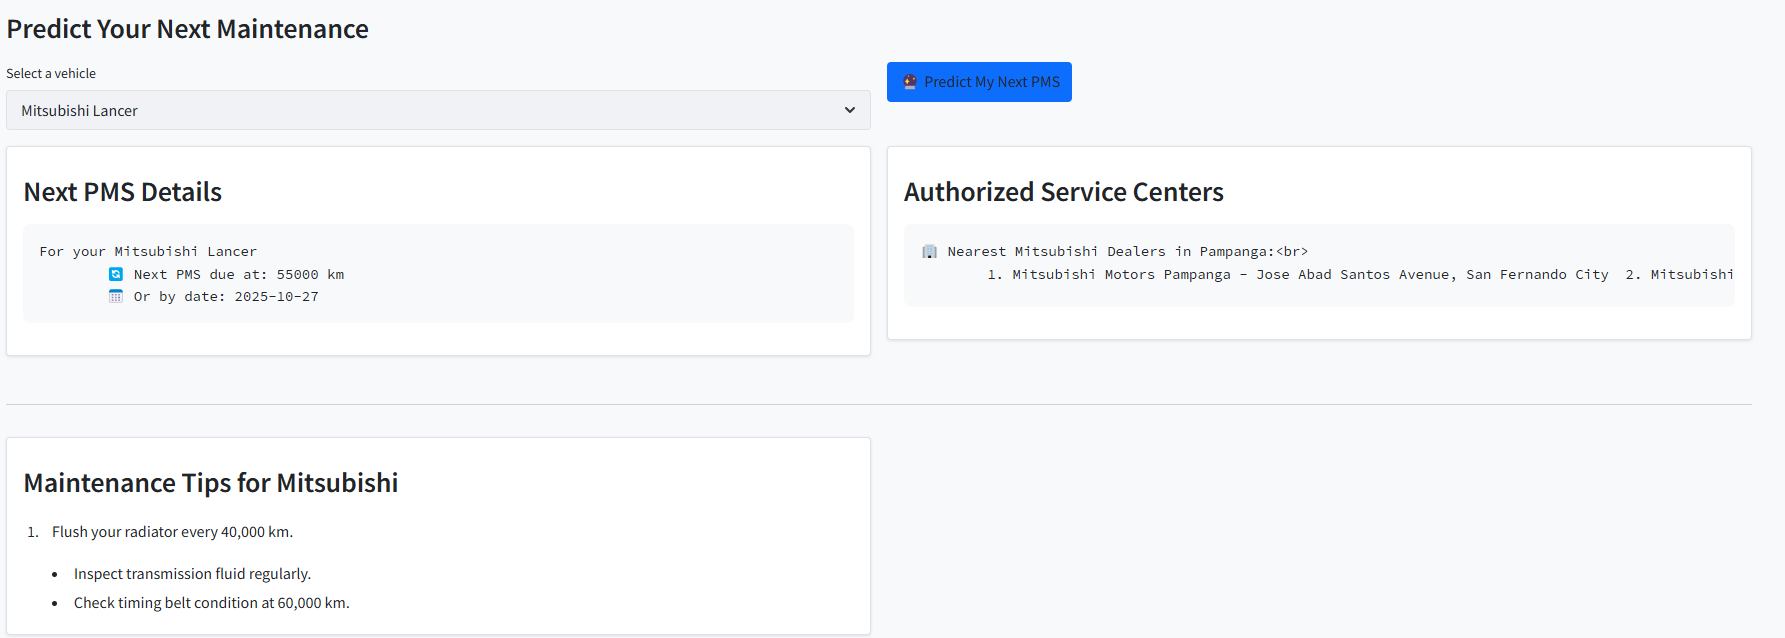 Predict Your Next Maintenance
Select a vehicle
Mitsubishi Lancer
Predict My Next PMS
Next PMS Details
For your Mitsubishi Lancer
Next PMS due at: 55000 km
Or by date: 2025-10-27
Authorized Service Centers
Nearest Mitsubishi Dealers in Pampanga:<br>
1. Mitsubishi Motors Pampanga - Jose Abad Santos Avenue, San Fernando City 2. Mitsubishi
Maintenance Tips for Mitsubishi
1. Flush your radiator every 40,000 km.
• Inspect transmission fluid regularly.
• Check timing belt condition at 60,000 km.